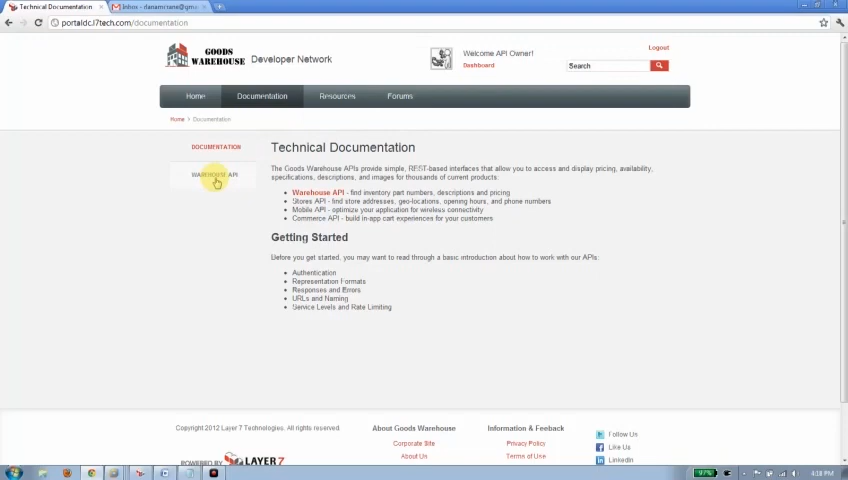 Technical Documentation
Inbox - danamcrane@gma
portaldc.l7tech.com/documentation
GOODS
WAREHOUSE
Developer Network
Welcome API Owner!
Dashboard
Logout
Search
Home
Documentation
Resources
Forums
Home > Documentation
DOCUMENTATION
WAREHOUSE API
Technical Documentation
The Goods Warehouse APIs provide simple, REST-based interfaces that allow you to access and display pricing, availability,
specifications, descriptions, and images for thousands of current products:
Warehouse API - find inventory part numbers, descriptions and pricing
Stores API - find store addresses, geo-locations, opening hours, and phone numbers
Mobile API - optimize your application for wireless connectivity
Commerce API - build in-app cart experiences for your customers
Getting Started
Before you get started, you may want to read through a basic introduction about how to work with our APIs:
Authentication
Representation Formats
Responses and Errors
URLs and Naming
Service Levels and Rate Limiting
Copyright 2012 Layer 7 Technologies. All rights reserved.
POWERED BY LAYER 7
About Goods Warehouse
Corporate Site
About Us
Information & Feedback
Privacy Policy
Terms of Use
Follow Us
Like Us
LinkedIn
97%
4:18 PM